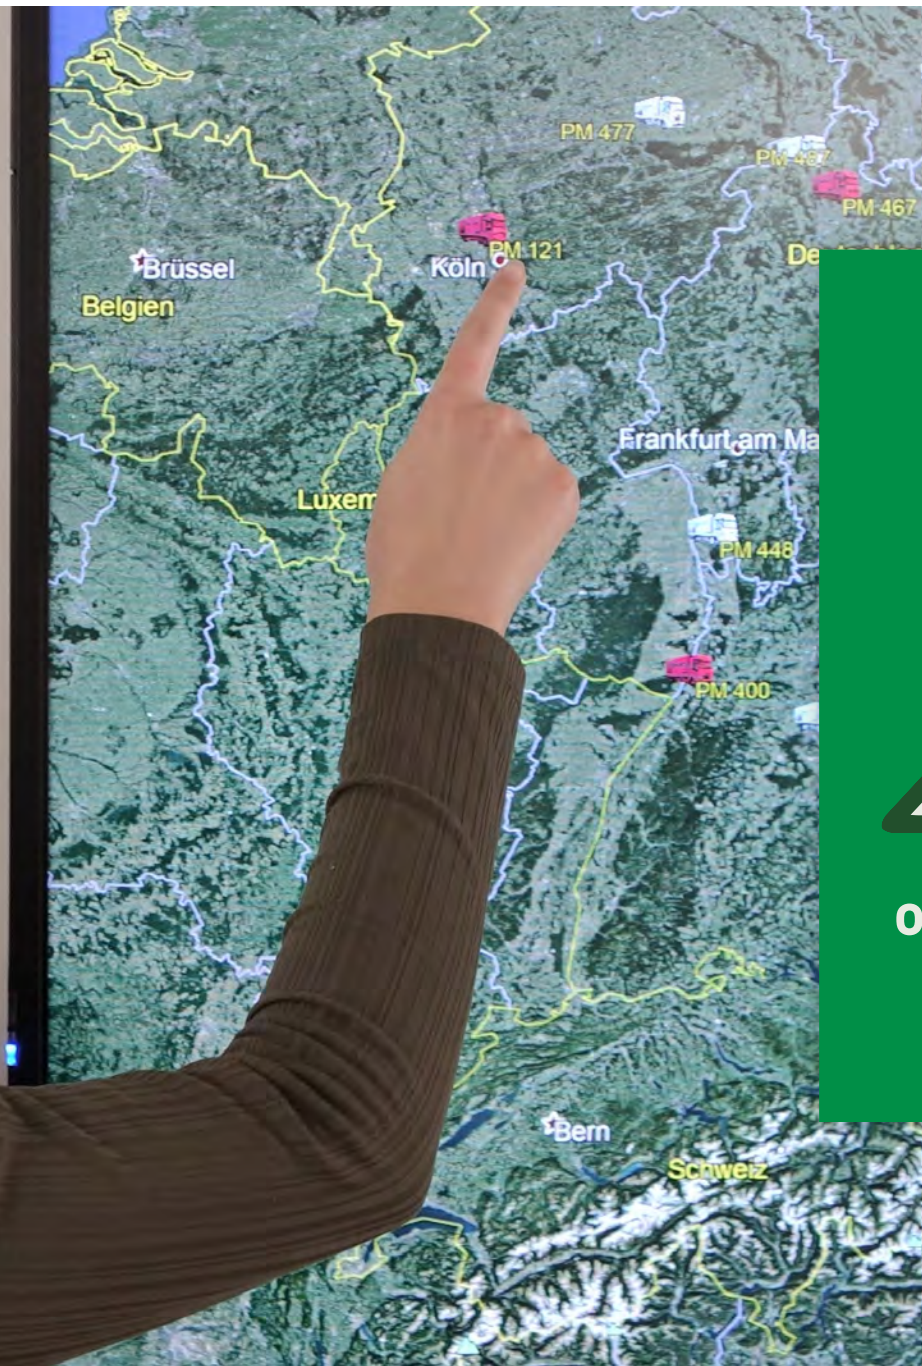 PM 477
PM 467
PM 121
Köln
Brüssel
Belgien
Frankfurt am Ma
Luxem
PM 448
PM 400
Bern
Schweiz